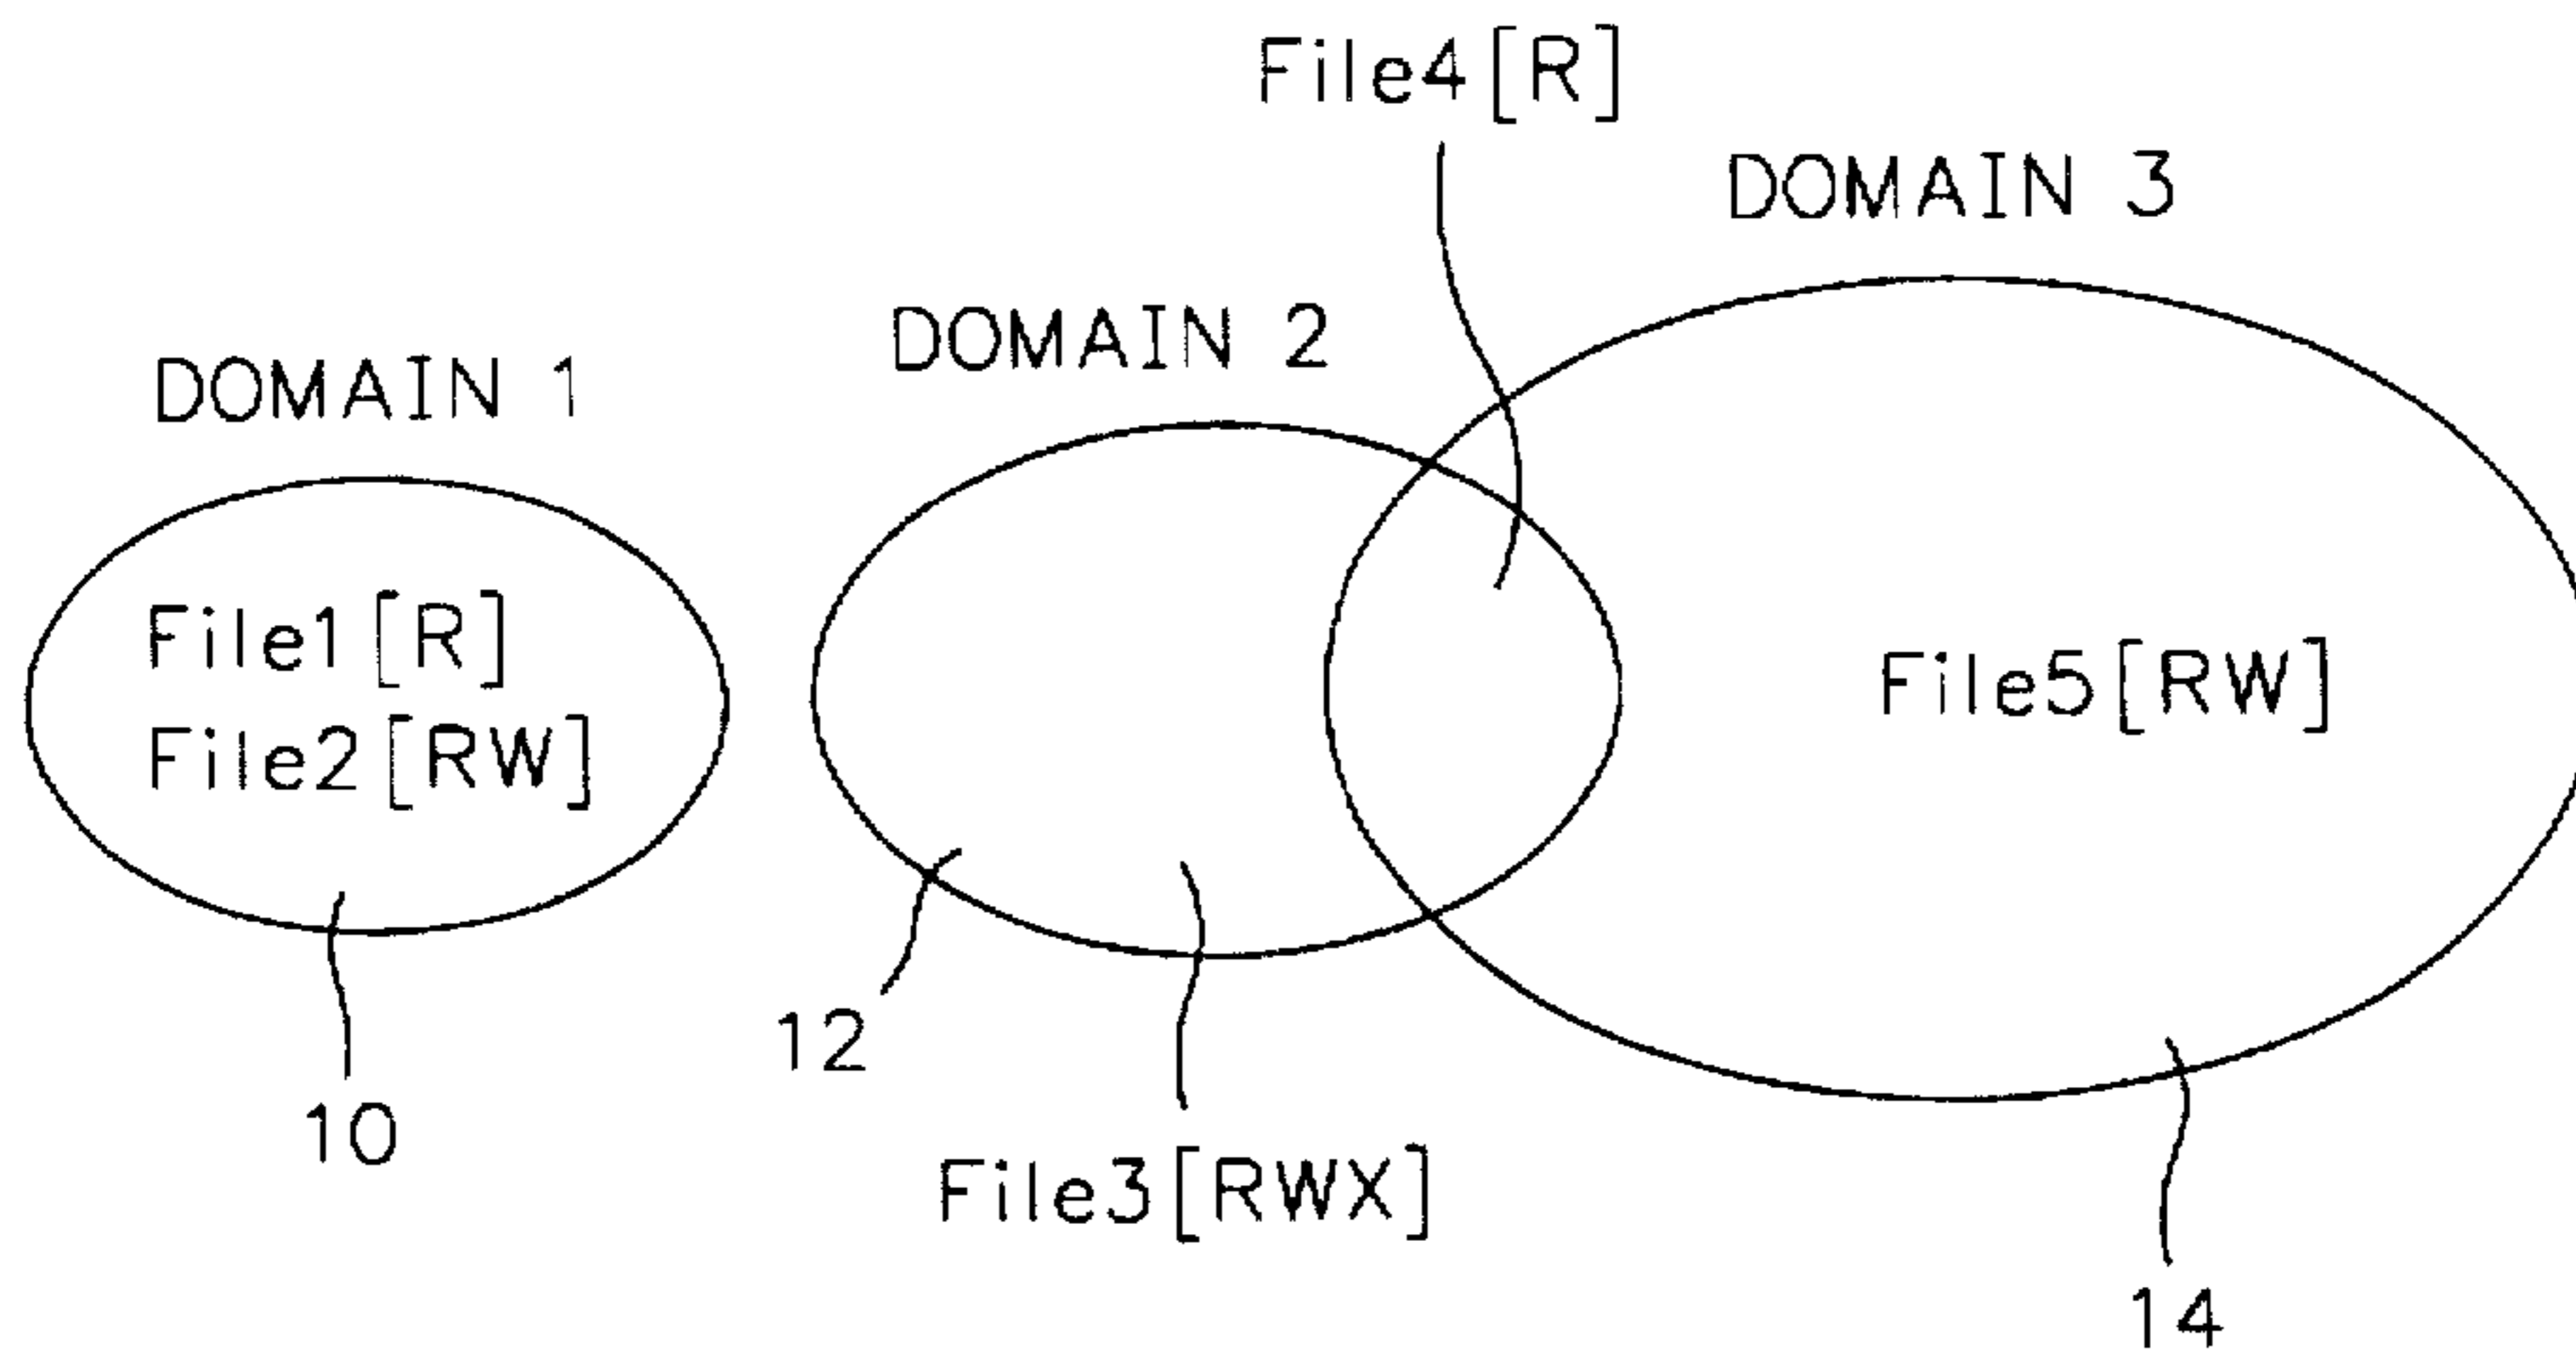 File4[R]
DOMAIN 3
DOMAIN 2
DOMAIN 1
File1[R]
File2[RW]
File5[RW]
12
10
File3[RWX]
14